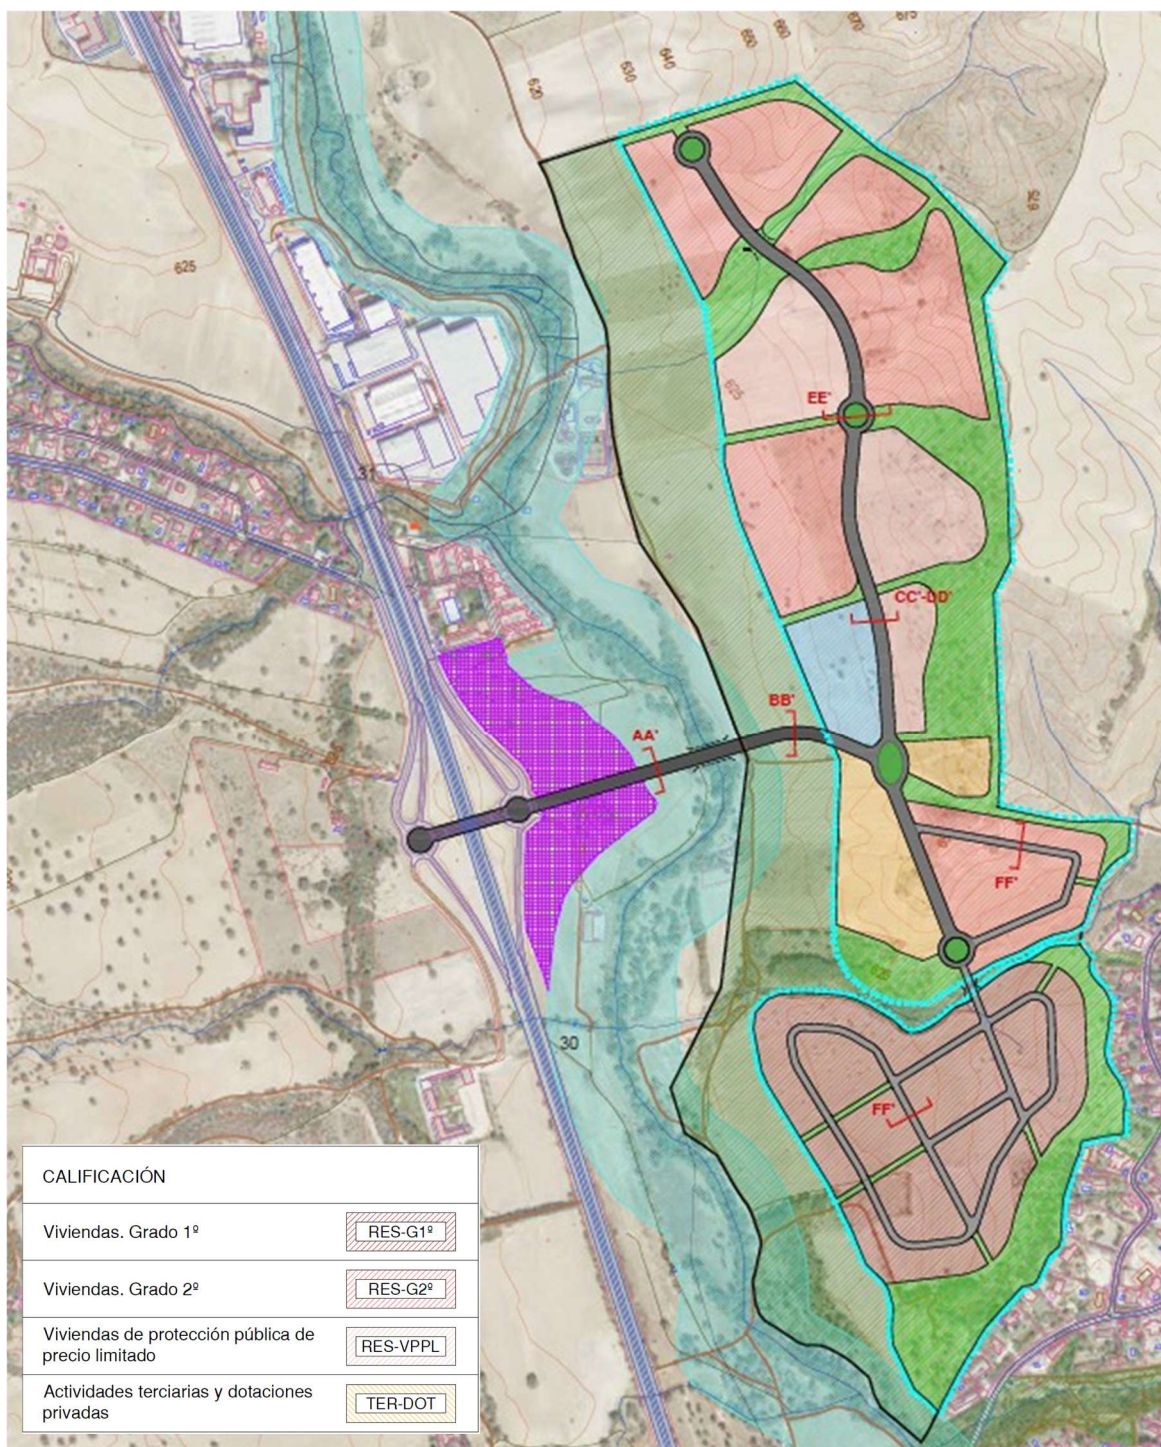 675
670
660
650
640
630
620
675
625
625
EE'
31
CC'-DD'
BB'
AA'
FF'
30
FF'
CALIFICACIÓN
Viviendas. Grado 1º
RES-G1º
Viviendas. Grado 2º
RES-G2º
Viviendas de protección pública de
precio limitado
RES-VPPL
Actividades terciarias y dotaciones
privadas
TER-DOT